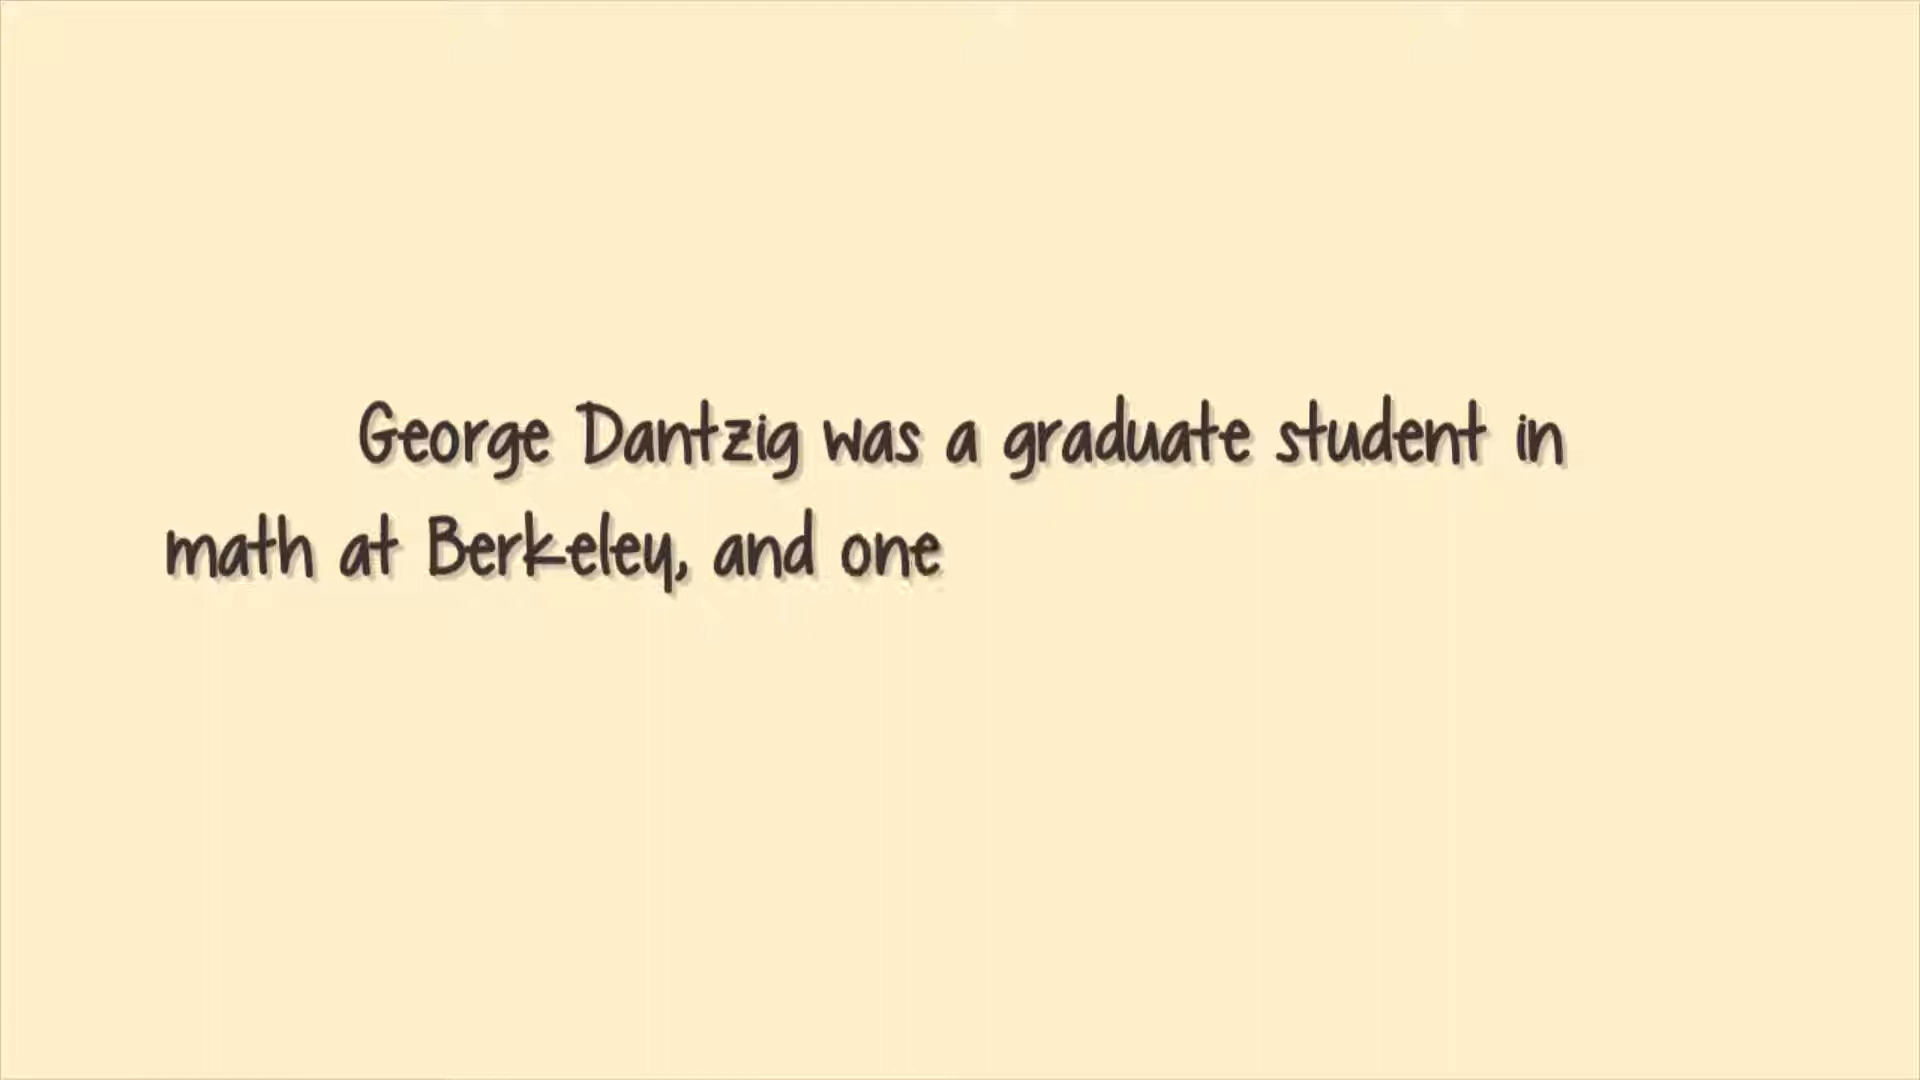 George Dantzig was a graduate student in
math at Berkeley, and one